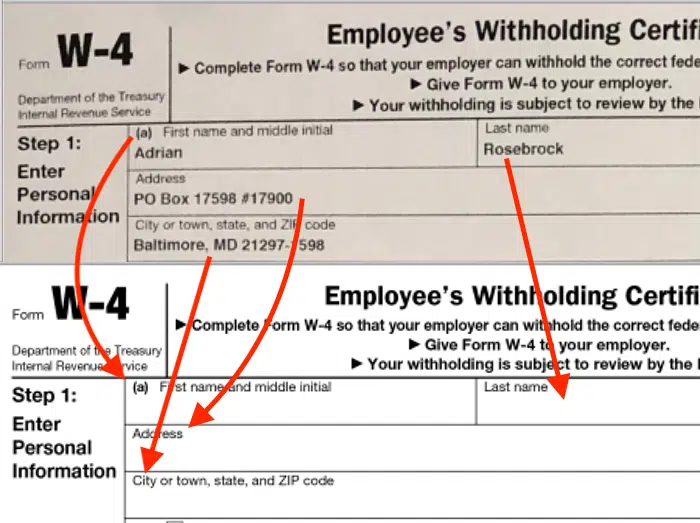 Form W-4
Employee's Withholding Certifi
▶ Complete Form W-4 so that your employer can withhold the correct fede
▶ Give Form W-4 to your employer.
Department of the Treasury
Internal Revenue Service
▶ Your withholding is subject to review by the
Step 1:
Enter
Personal
Information
(a) First name and middle initial
Last name
Adrian
Rosebrock
Address
PO Box 17598 #17900
City or town, state, and ZIP code
Baltimore, MD 21297-1598
Form W-4
Employee's Withholding Certifi
▶ Complete Form W-4 so that your employer can withhold the correct fede
▶ Give Form W-4 to your employer.
Department of the Treasury
Internal Revenue Service
▶ Your withholding is subject to review by the
Step 1:
Enter
Personal
Information
(a) First name and middle initial
Last name
Address
City or town, state, and ZIP code